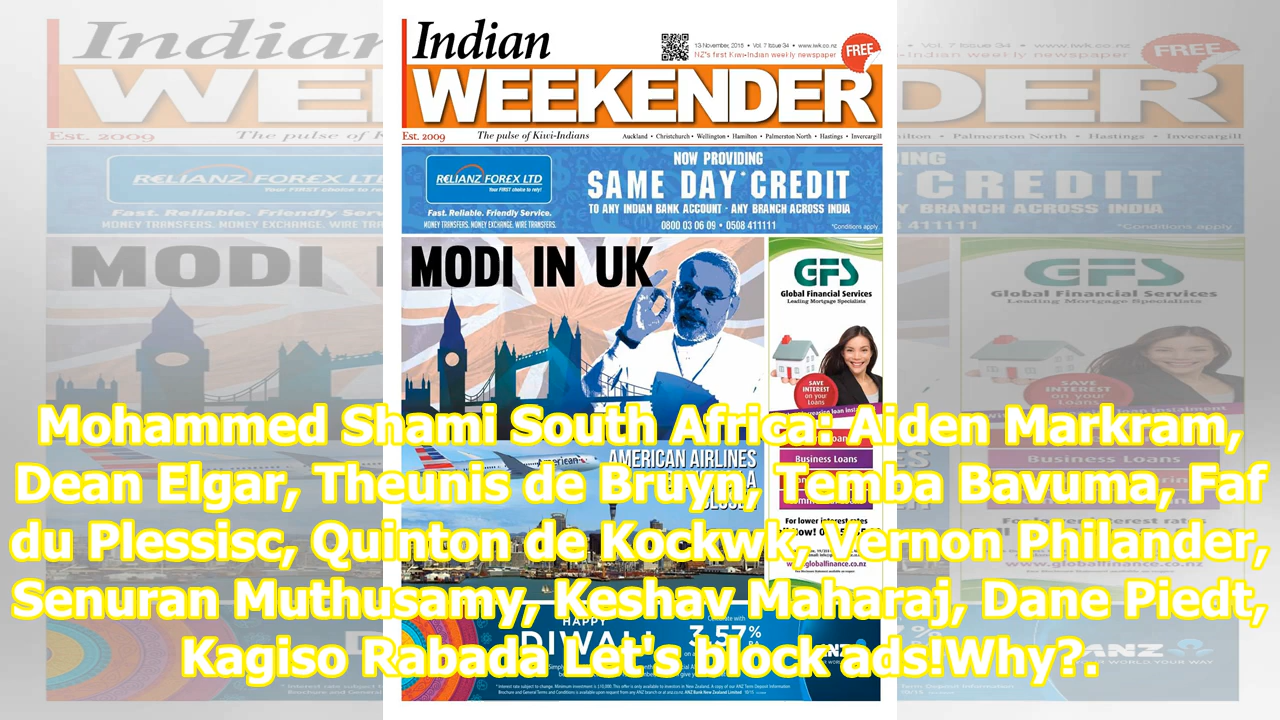 Indian
13 November, 2015 • Vol. 7 Issue 34 • www.iwk.co.nz
NZ's first Kiwi-Indian weekly newspaper
FREE
WEEKENDER
Est. 2009
The pulse of Kiwi-Indians
Auckland • Christchurch • Wellington • Hamilton • Palmerston North • Hastings • Invercargill
RELIANZ FOREX LTD
Your FIRST choice to rely!
Fast. Reliable. Friendly Service.
MONEY TRANSFERS. MONEY EXCHANGE. WIRE TRANSFERS.
NOW PROVIDING
SAME DAY*CREDIT
TO ANY INDIAN BANK ACCOUNT - ANY BRANCH ACROSS INDIA
0800 03 06 09 • 0508 411111
*Conditions apply
MODI IN UK
GFS
Global Financial Services
Leading Mortgage Specialists
SAVE
INTEREST
on your
Loans
Mohammed Shami South Africa: Aiden Markram,
Dean Elgar, Theunis de Bruyn, Temba Bavuma, Faf
du Plessisc, Quinton de Kockwk, Vernon Philander,
Senuran Muthusamy, Keshav Maharaj, Dane Piedt,
Kagiso Rabada Let's block ads!Why?.
AMERICAN AIRLINES
Business Loans
For lower interest rates
www.globalfinance.co.nz
HAPPY
DIWALI
3.57%
ANZ